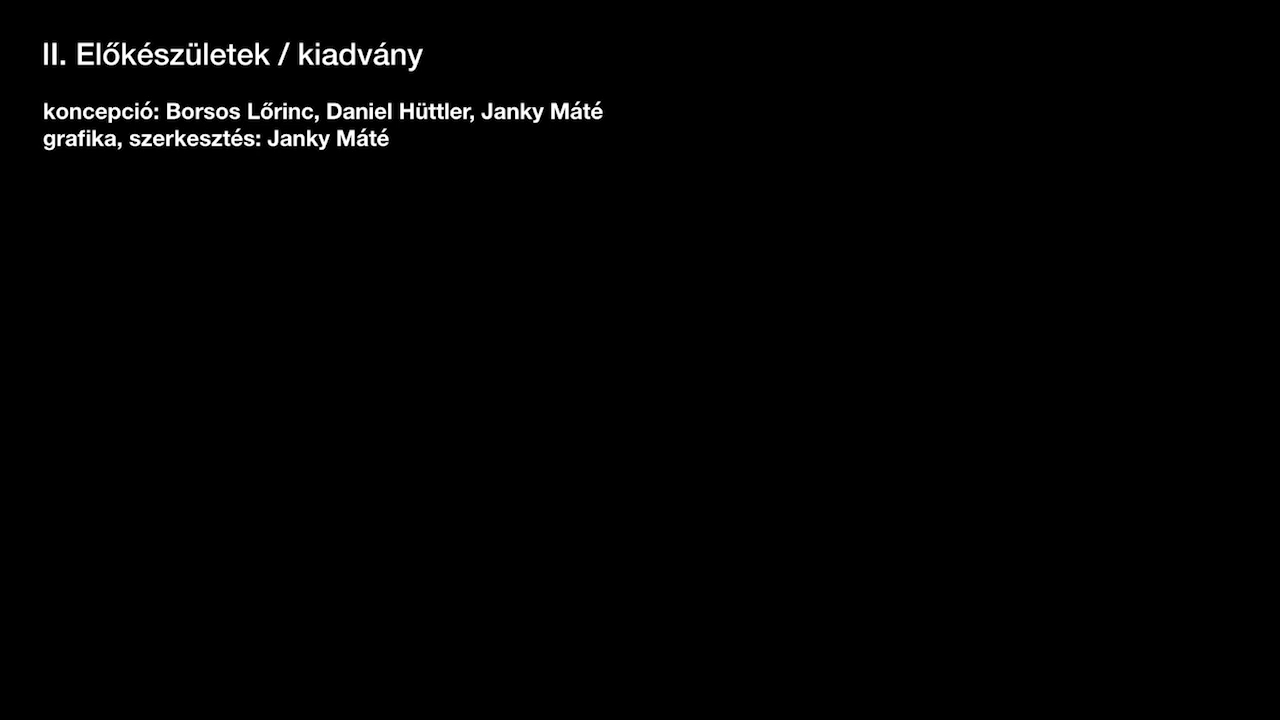 II. Előkészületek / kiadvány
koncepció: Borsos Lőrinc, Daniel Hüttler, Janky Máté
grafika, szerkesztés: Janky Máté